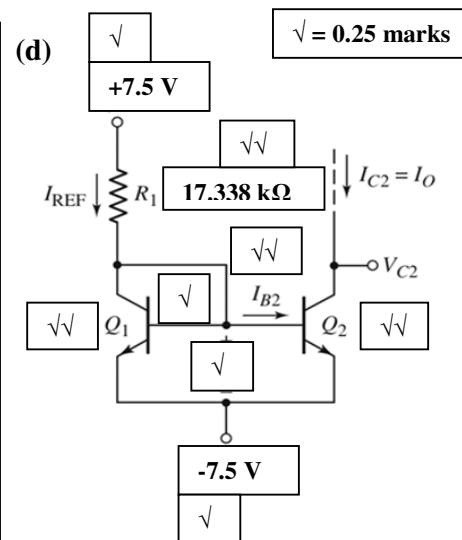 (d)
√
√ = 0.25 marks
+7.5 V
√√
I_REF
R_1
17.338 kΩ
I_C2 = I_O
√√
V_C2
√
I_B2
√√
Q_1
Q_2
√√
+
√
-7.5 V
√